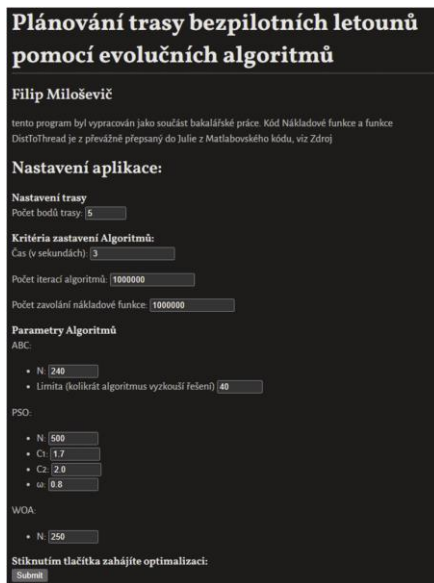 Plánování trasy bezpilotních letounů
pomocí evolučních algoritmů
Filip Miloševič
tento program byl vypracován jako součást bakalářské práce. Kód Nákladové funkce a funkce
DistToThread je z převážně přepsaný do Julie z Matlabovského kódu, viz Zdroj
Nastavení aplikace:
Nastavení trasy
Počet bodů trasy: 5
Kritéria zastavení Algoritmů:
Čas (v sekundách): 3
Počet iterací algoritmů: 1000000
Počet zavolání nákladové funkce: 1000000
Parametry Algoritmů
ABC:
• N: 240
• Limita (kolikrát algoritmus vyzkouší řešení) 40
PSO:
• N: 500
• C1: 1.7
• C2: 2.0
• ω: 0.8
WOA:
• N: 250
Stiknutím tlačítka zahájíte optimalizaci:
Submit